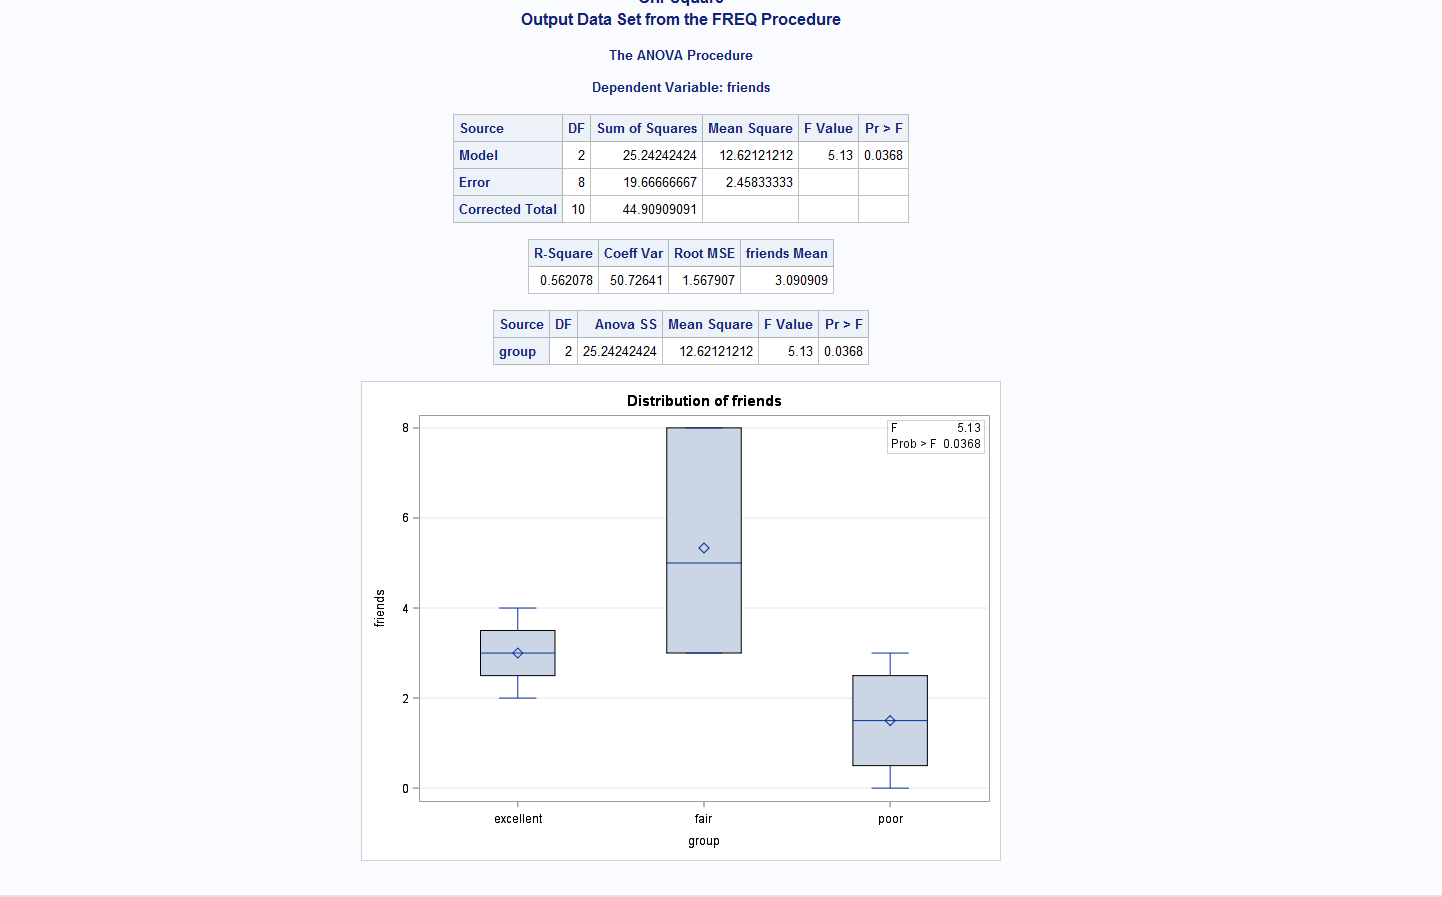 Chi-Square
Output Data Set from the FREQ Procedure
The ANOVA Procedure
Dependent Variable: friends
Source DF Sum of Squares Mean Square F Value Pr > F
Model 2 25.24242424 12.62121212 5.13 0.0368
Error 8 19.66666667 2.45833333
Corrected Total 10 44.90909091
R-Square Coeff Var Root MSE friends Mean
0.562078 50.72641 1.567907 3.090909
Source DF Anova SS Mean Square F Value Pr > F
group 2 25.24242424 12.62121212 5.13 0.0368
Distribution of friends
F 5.13
Prob > F 0.0368
8
6
4
2
0
friends
excellent fair poor
group